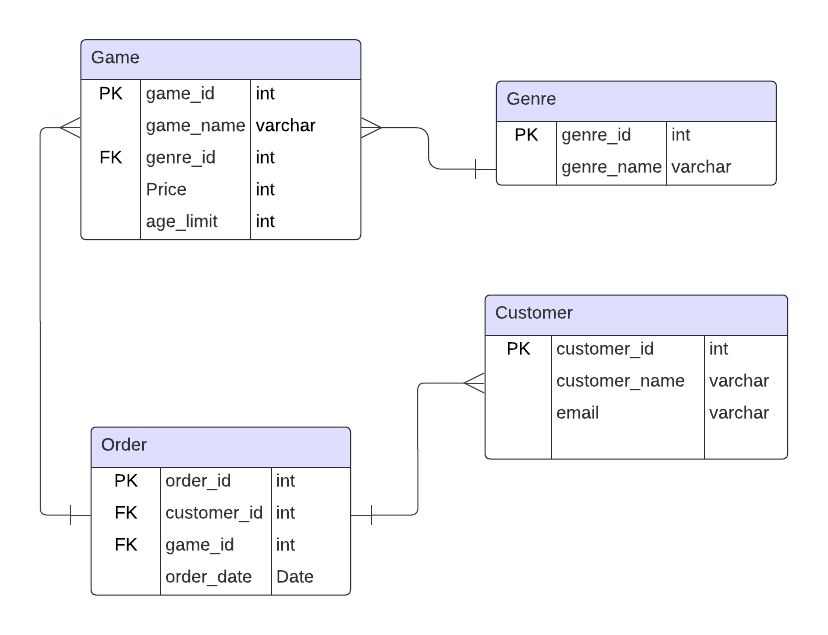 Game
PK game_id int
game_name varchar
FK genre_id int
Price int
age_limit int
Genre
PK genre_id int
genre_name varchar
Customer
PK customer_id int
customer_name varchar
email varchar
Order
PK order_id int
FK customer_id int
FK game_id int
order_date Date